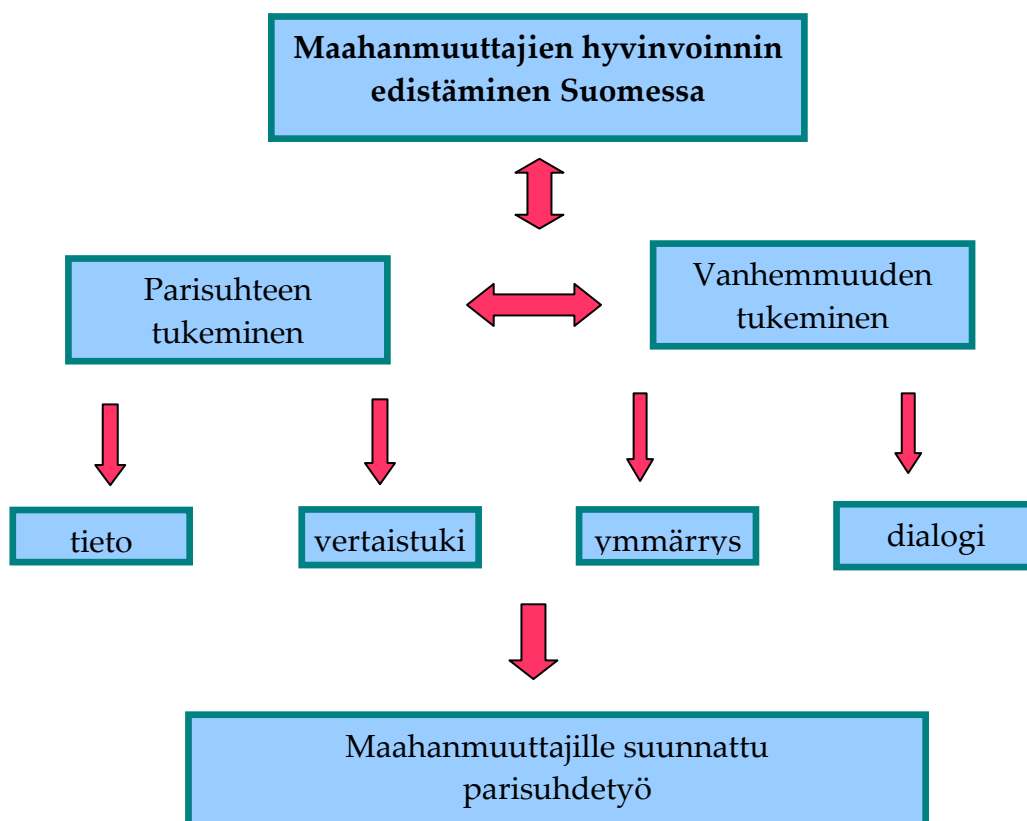 Maahanmuuttajien hyvinvoinnin
edistäminen Suomessa
Parisuhteen
tukeminen
Vanhemmuuden
tukeminen
tieto
vertaistuki
ymmärrys
dialogi
Maahanmuuttajille suunnattu
parisuhdetyö